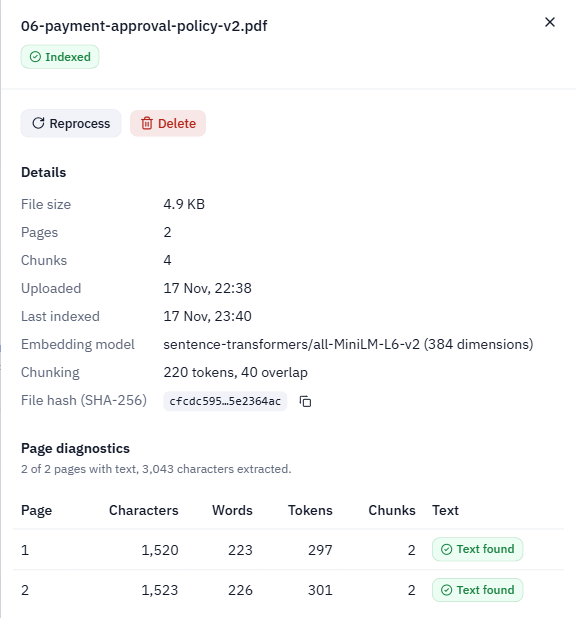 06-payment-approval-policy-v2.pdf
Indexed
Reprocess Delete
Details
File size 4.9 KB
Pages 2
Chunks 4
Uploaded 17 Nov, 22:38
Last indexed 17 Nov, 23:40
Embedding model sentence-transformers/all-MiniLM-L6-v2 (384 dimensions)
Chunking 220 tokens, 40 overlap
File hash (SHA-256) cfcdc595…5e2364ac
Page diagnostics
2 of 2 pages with text, 3,043 characters extracted.
Page Characters Words Tokens Chunks Text
1 1,520 223 297 2 Text found
2 1,523 226 301 2 Text found